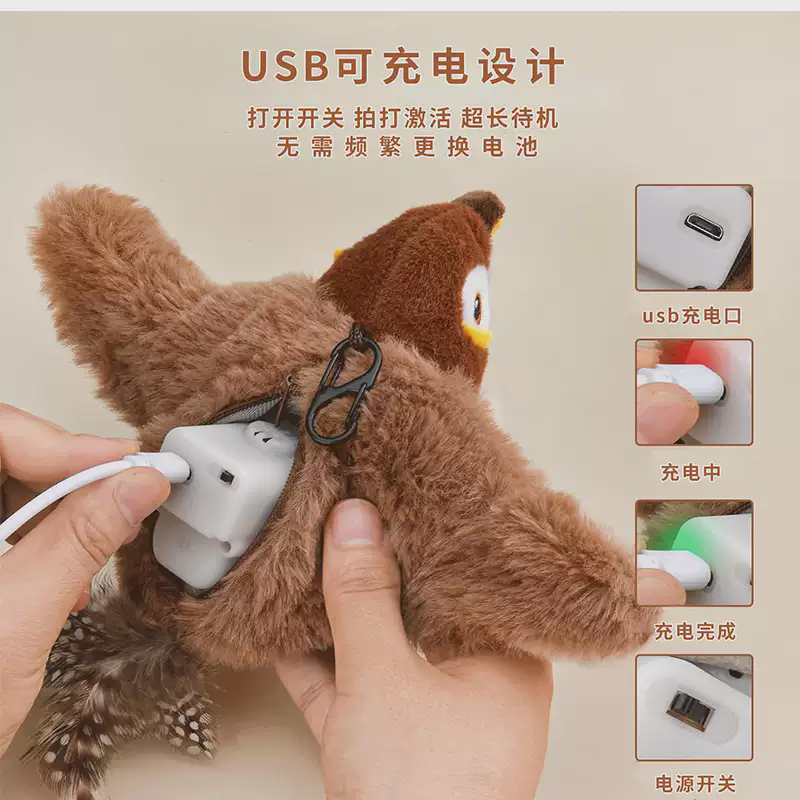 USB可充电设计
打开开关 拍打激活 超长待机
无需频繁更换电池
usb充电口
充电中
充电完成
电源开关